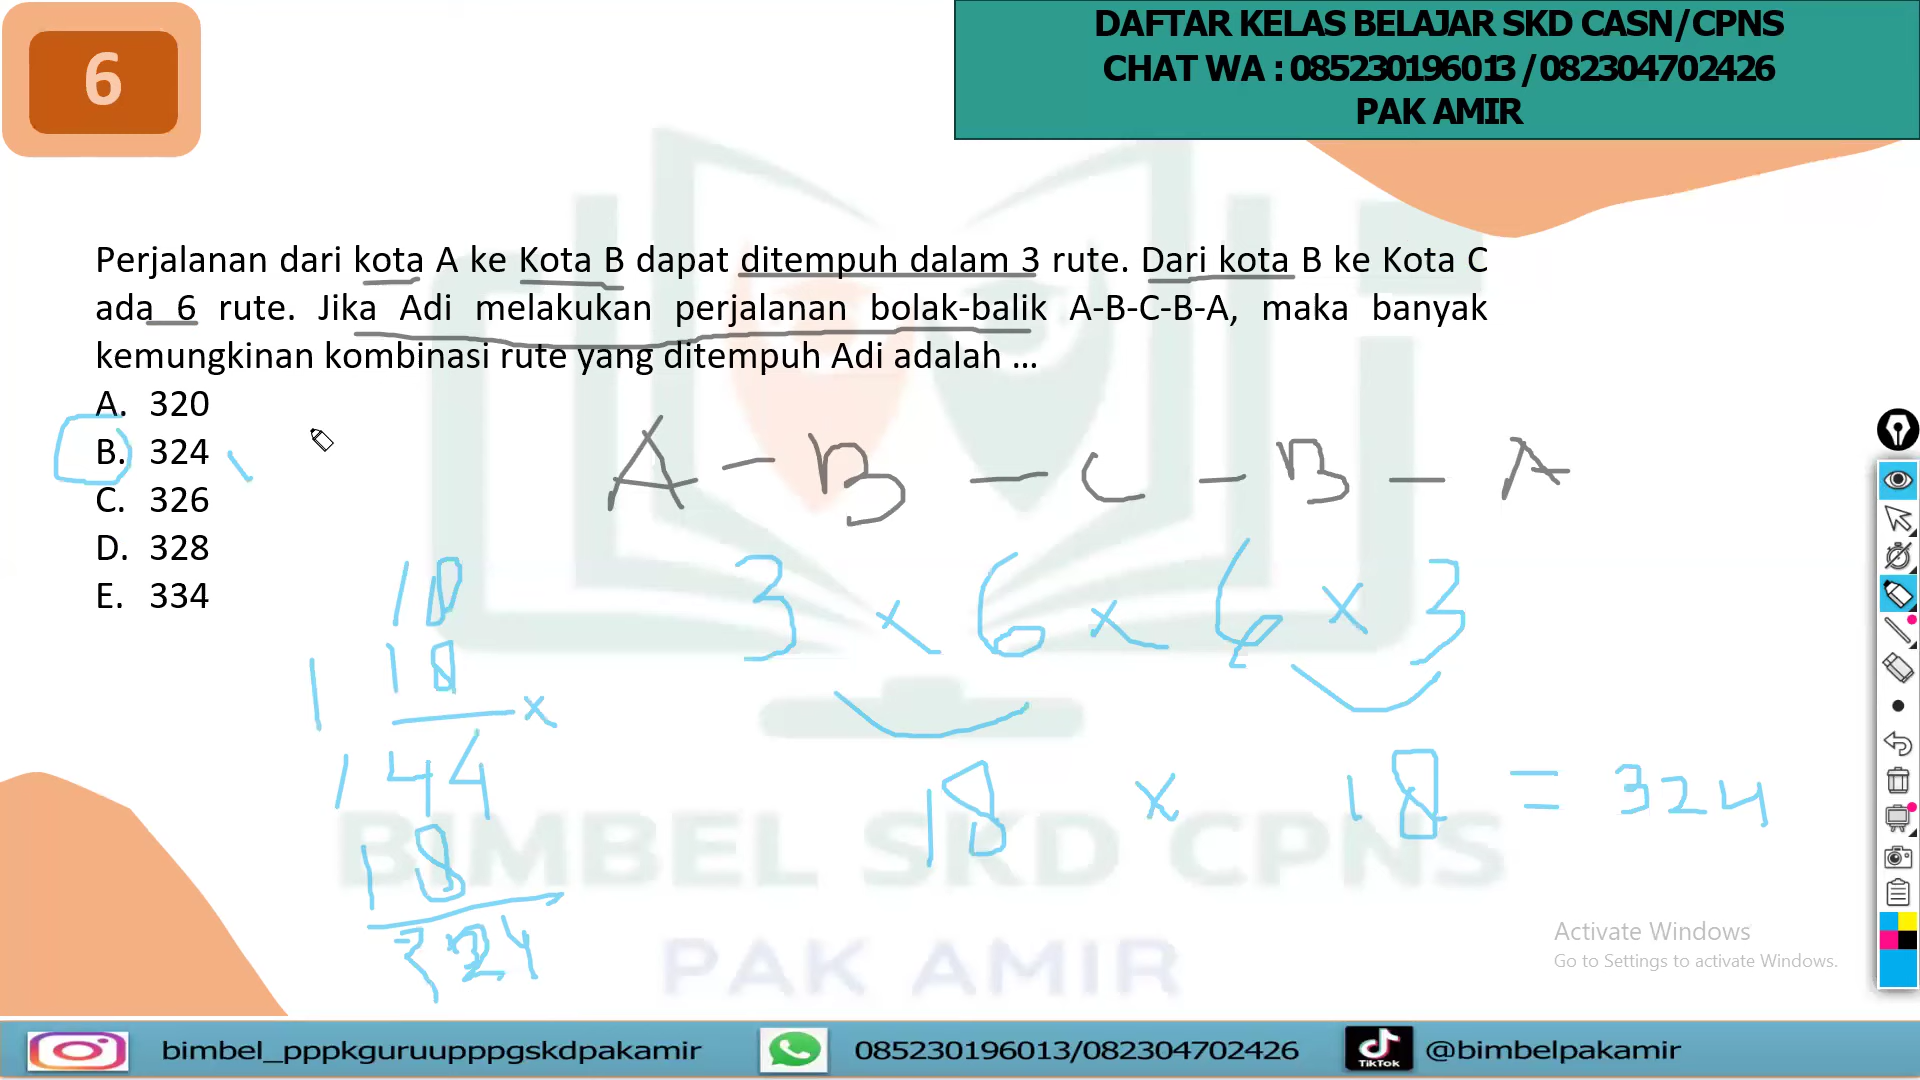 6
DAFTAR KELAS BELAJAR SKD CASN/CPNS
CHAT WA : 085230196013 / 082304702426
PAK AMIR
Perjalanan dari kota A ke Kota B dapat ditempuh dalam 3 rute. Dari kota B ke Kota C
ada 6 rute. Jika Adi melakukan perjalanan bolak-balik A-B-C-B-A, maka banyak
kemungkinan kombinasi rute yang ditempuh Adi adalah ...
A. 320
B. 324
C. 326
D. 328
E. 334
A - B - C - B - A
3 x 6 x 6 x 3
18 x 18 = 324
18
1 18 x
144
18
324
BIMBEL SKD CPNS
PAK AMIR
Activate Windows
Go to Settings to activate Windows.
bimbel_pppkguruupppgskdpakamir
085230196013/082304702426
TikTok
@bimbelpakamir